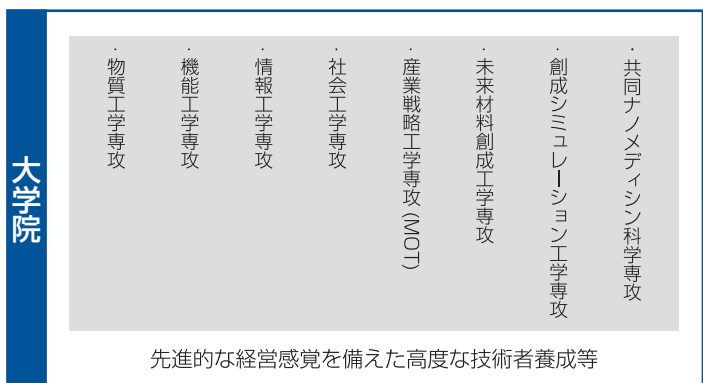 大学院
・物質工学専攻
・機能工学専攻
・情報工学専攻
・社会工学専攻
・産業戦略工学専攻(MOT)
・未来材料創成工学専攻
・創成シミュレーション工学専攻
・共同ナノメディシン科学専攻
先進的な経営感覚を備えた高度な技術者養成等